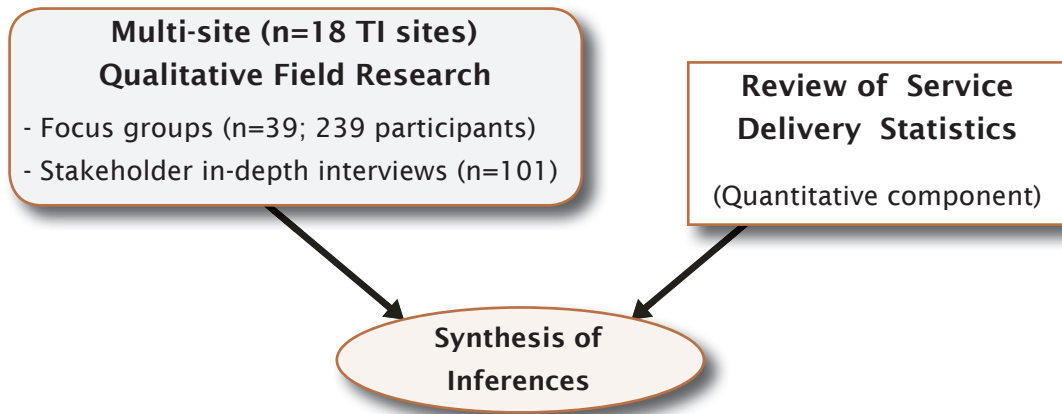 Multi-site (n=18 TI sites)
Qualitative Field Research
- Focus groups (n=39; 239 participants)
- Stakeholder in-depth interviews (n=101)
Review of Service
Delivery Statistics
(Quantitative component)
Synthesis of
Inferences